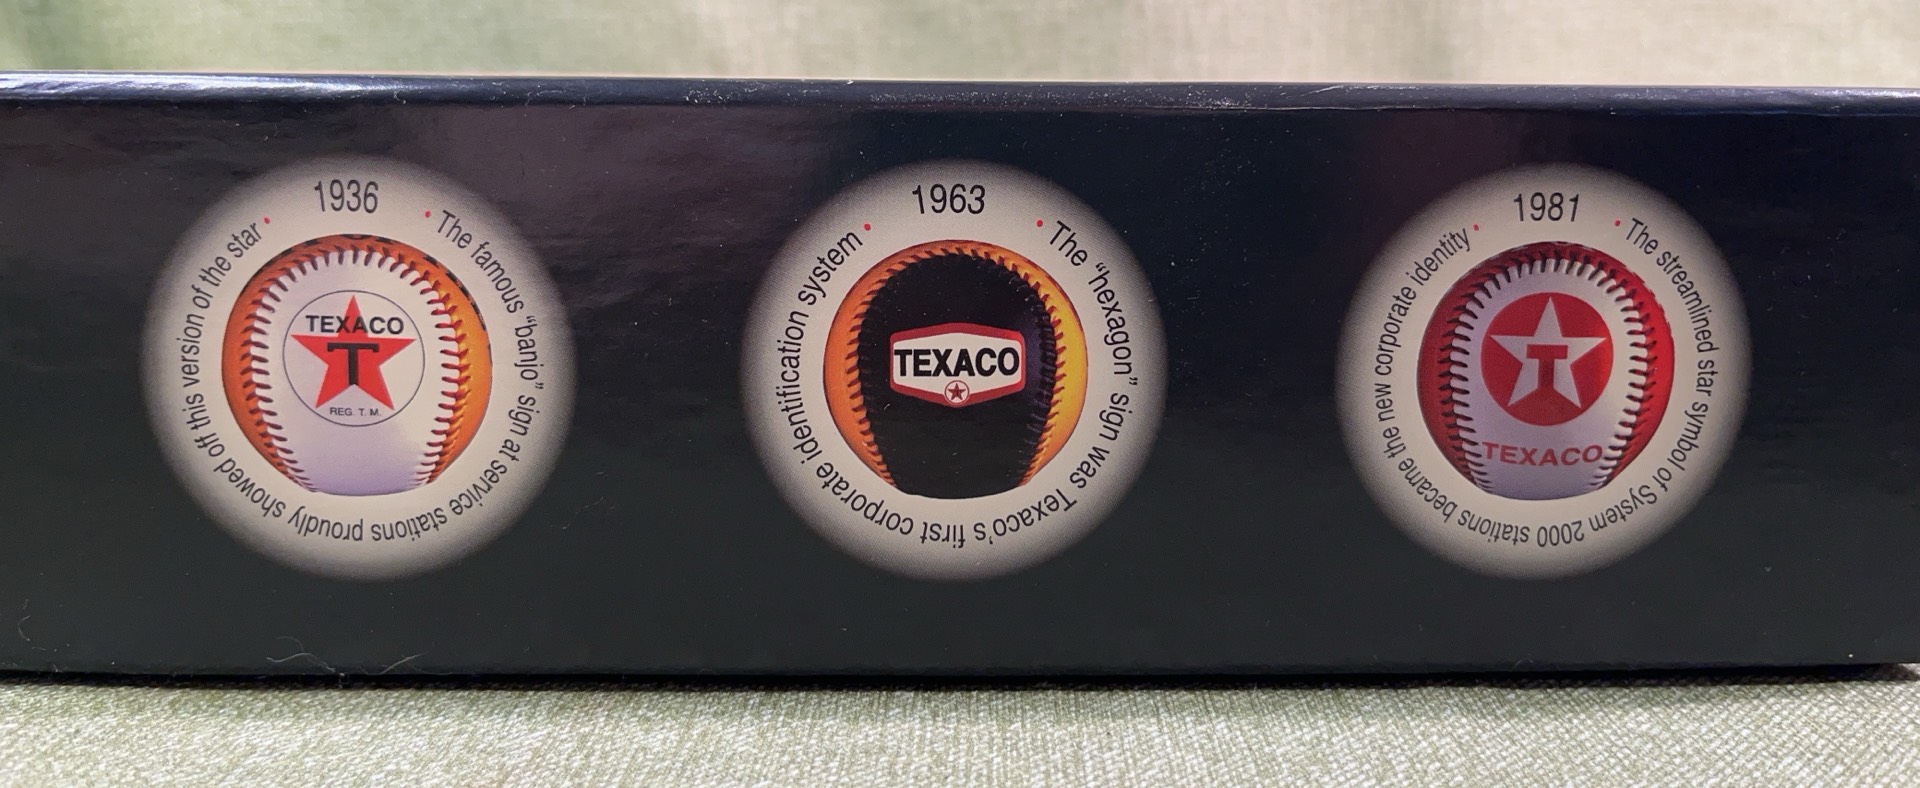 1936
• The famous “banjo” sign at service stations proudly showed off this version of the star •
TEXACO
T
REG. T. M.
1963
• The “hexagon” sign was Texaco's first corporate identification system •
TEXACO
T
1981
• The streamlined star symbol of System 2000 stations became the new corporate identity •
T
TEXACO